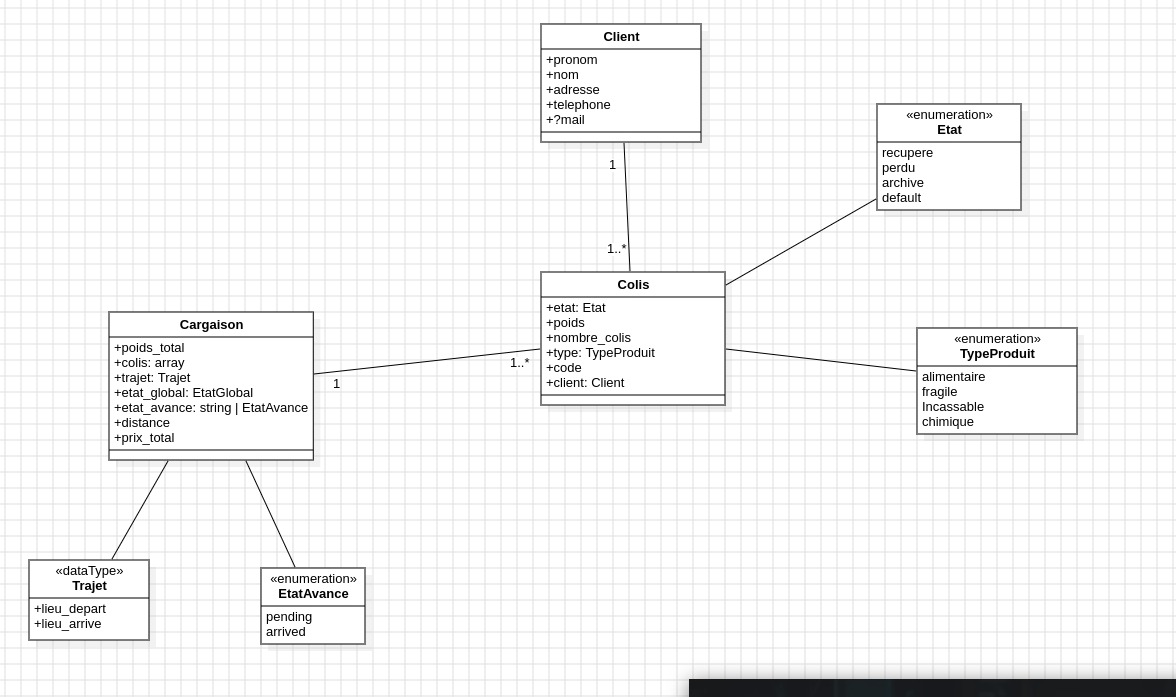 Client
+pronom
+nom
+adresse
+telephone
+?mail
1
1..*
«enumeration»
Etat
recupere
perdu
archive
default
Colis
+etat: Etat
+poids
+nombre_colis
+type: TypeProduit
+code
+client: Client
Cargaison
+poids_total
+colis: array
+trajet: Trajet
+etat_global: EtatGlobal
+etat_avance: string | EtatAvance
+distance
+prix_total
1
1..*
«enumeration»
TypeProduit
alimentaire
fragile
Incassable
chimique
«dataType»
Trajet
+lieu_depart
+lieu_arrive
«enumeration»
EtatAvance
pending
arrived